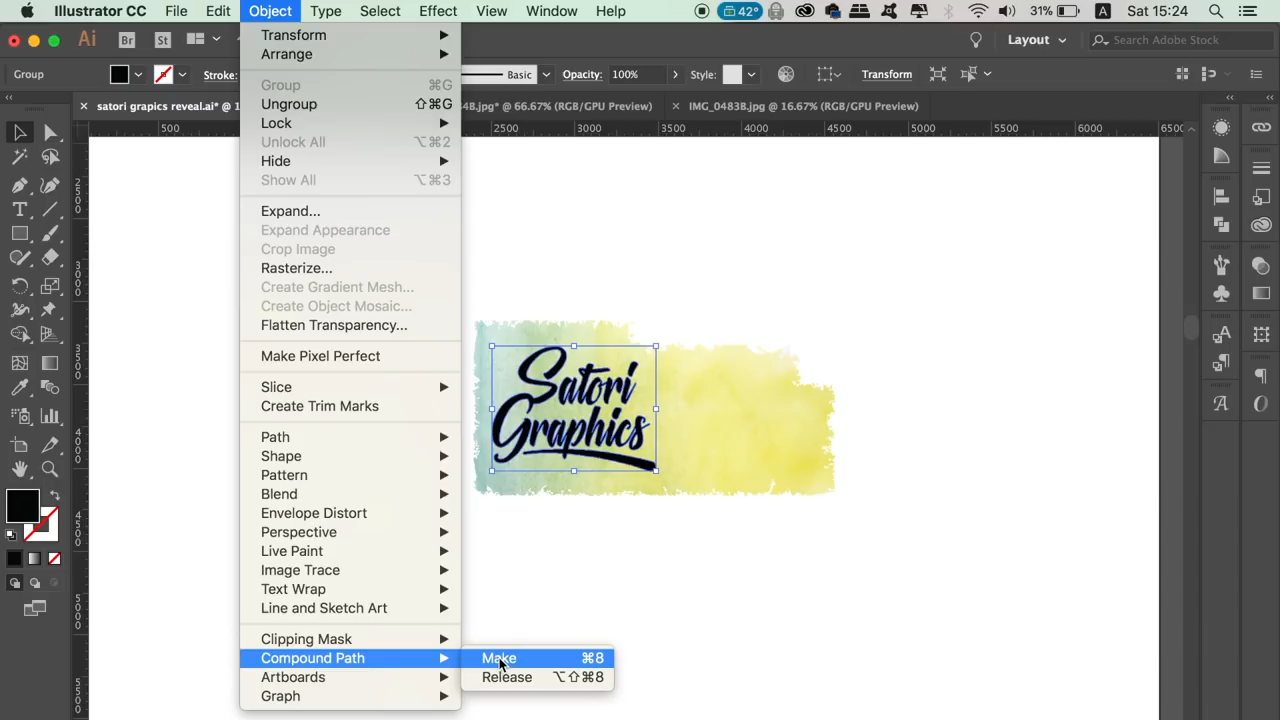 Illustrator CC File Edit Object Type Select Effect View Window Help 42° 31% A Sat 15:24
Ai Br St Layout Search Adobe Stock
Group Stroke: Basic Opacity: 100% Style: Transform
satori grapics reveal.ai* @ 1 4B.jpg* @ 66.67% (RGB/GPU Preview) IMG_0483B.jpg @ 16.67% (RGB/GPU Preview)
500 2500 3000 3500 4000 4500 5000 5500 6000 6500
Transform
Arrange
Group ⌘G
Ungroup ⇧⌘G
Lock
Unlock All ⌥⌘2
Hide
Show All ⌥⌘3
Expand...
Expand Appearance
Crop Image
Rasterize...
Create Gradient Mesh...
Create Object Mosaic...
Flatten Transparency...
Make Pixel Perfect
Slice
Create Trim Marks
Path
Shape
Pattern
Blend
Envelope Distort
Perspective
Live Paint
Image Trace
Text Wrap
Line and Sketch Art
Clipping Mask
Compound Path
Artboards
Graph
Make ⌘8
Release ⌥⇧⌘8
Satori
Graphics